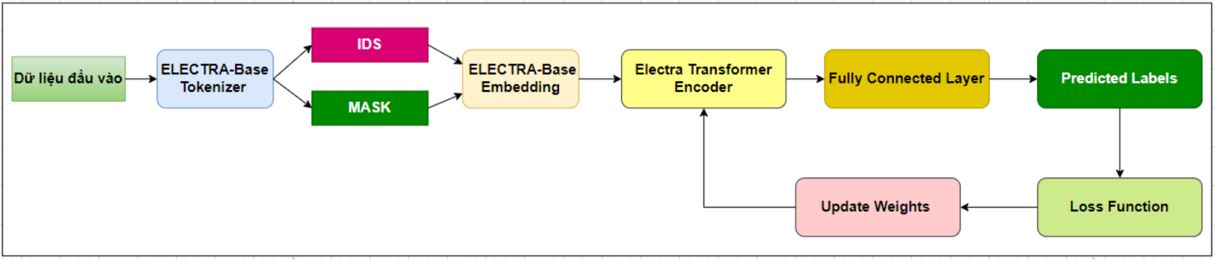 Dữ liệu đầu vào
ELECTRA-Base
Tokenizer
IDS
MASK
ELECTRA-Base
Embedding
Electra Transformer
Encoder
Fully Connected Layer
Predicted Labels
Loss Function
Update Weights